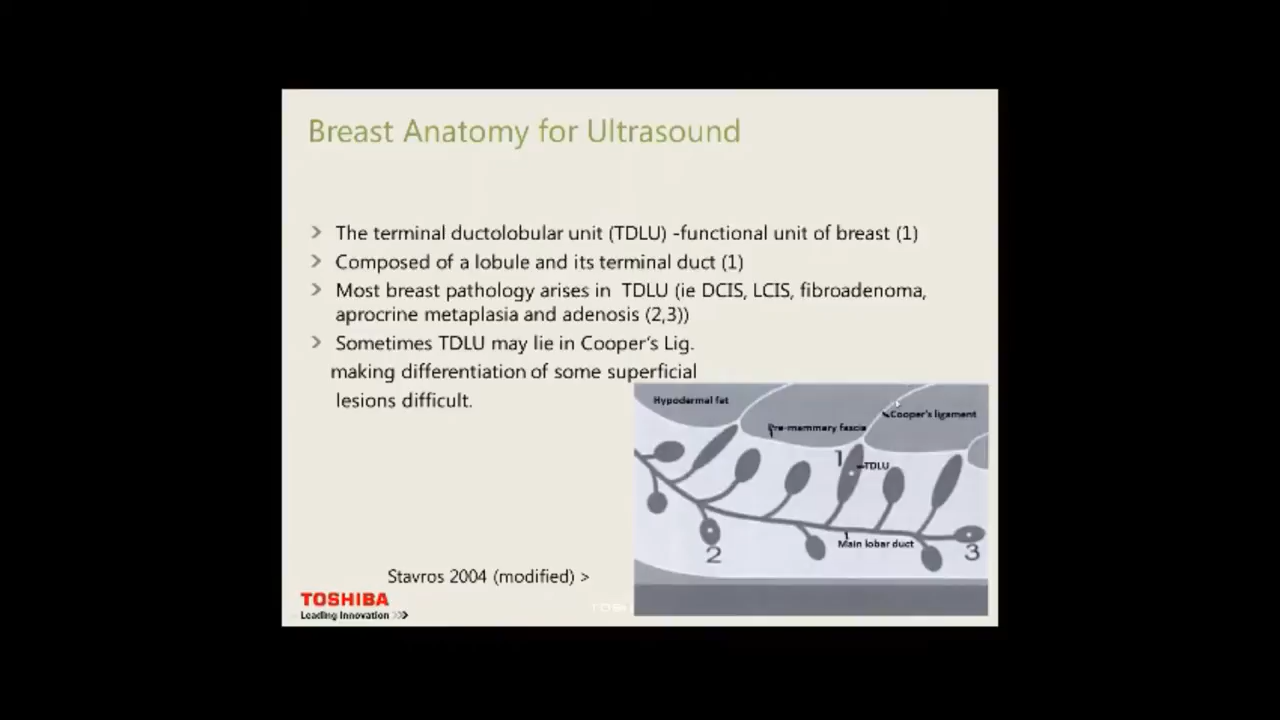 Breast Anatomy for Ultrasound
> The terminal ductolobular unit (TDLU) -functional unit of breast (1)
> Composed of a lobule and its terminal duct (1)
> Most breast pathology arises in TDLU (ie DCIS, LCIS, fibroadenoma,
aprocrine metaplasia and adenosis (2,3))
> Sometimes TDLU may lie in Cooper's Lig.
making differentiation of some superficial
lesions difficult.
Hypodermal fat
Cooper's ligament
Pre-mammary fascia
1
TDLU
Main lobar duct
2
3
Stavros 2004 (modified) >
TOSHIBA
Leading Innovation >>>